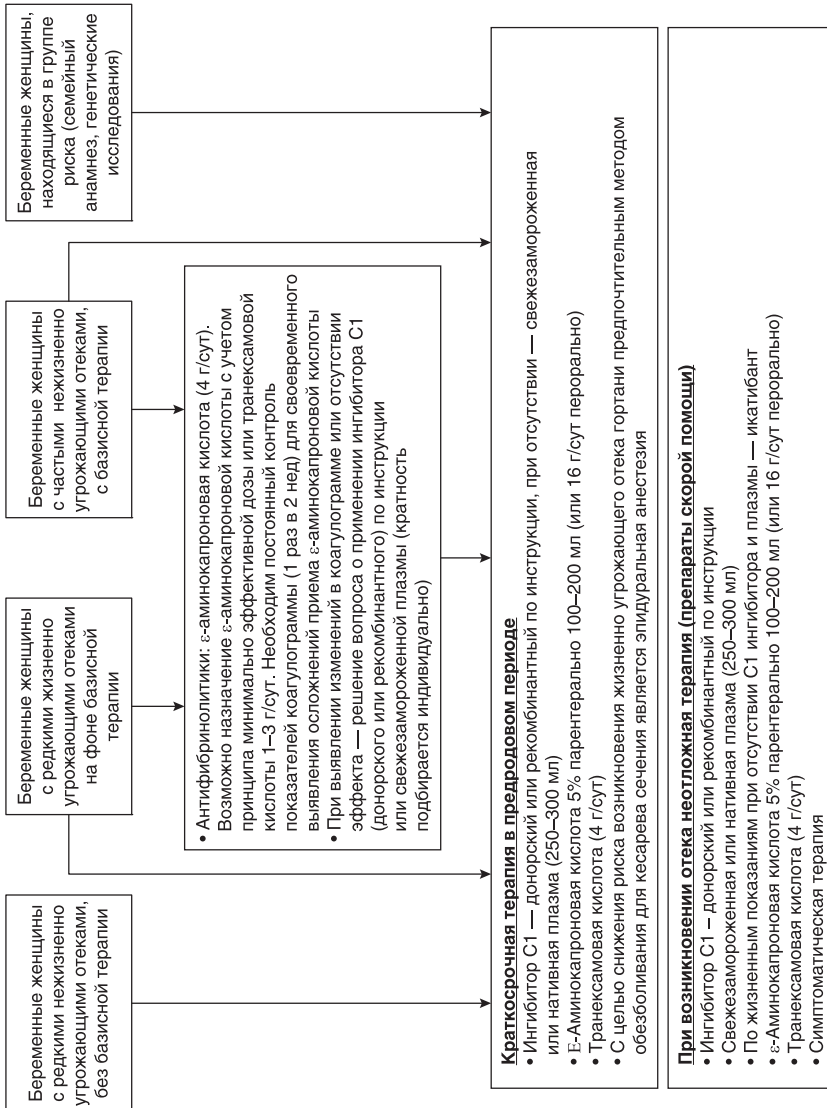 Беременные женщины
с редкими нежизненно
угрожающими отеками,
без базисной терапии
Беременные женщины
с редкими жизненно
угрожающими отеками
на фоне базисной
терапии
Беременные женщины
с частыми нежизненно
угрожающими отеками,
с базисной терапии
Беременные женщины,
находящиеся в группе
риска (семейный
анамнез, генетические
исследования)
• Антифибринолитики: ε-аминокапроновая кислота (4 г/сут).
Возможно назначение ε-аминокапроновой кислоты с учетом
принципа минимально эффективной дозы или транексамовой
кислоты 1–3 г/сут. Необходим постоянный контроль
показателей коагулограммы (1 раз в 2 нед) для своевременного
выявления осложнений приема ε-аминокапроновой кислоты
• При выявлении изменений в коагулограмме или отсутствии
эффекта — решение вопроса о применении ингибитора С1
(донорского или рекомбинантного) по инструкции
или свежезамороженной плазмы (кратность
подбирается индивидуально)
Краткосрочная терапия в предродовом периоде
• Ингибитор С1 — донорский или рекомбинантный по инструкции, при отсутствии — свежезамороженная
или нативная плазма (250–300 мл)
• Е-Аминокапроновая кислота 5% парентерально 100–200 мл (или 16 г/сут перорально)
• Транексамовая кислота (4 г/сут)
• С целью снижения риска возникновения жизненно угрожающего отека гортани предпочтительным методом
обезболивания для кесарева сечения является эпидуральная анестезия
При возникновении отека неотложная терапия (препараты скорой помощи)
• Ингибитор С1 – донорский или рекомбинантный по инструкции
• Свежезамороженная или нативная плазма (250–300 мл)
• По жизненным показаниям при отсутствии С1 ингибитора и плазмы — икатибант
• ε-Аминокапроновая кислота 5% парентерально 100–200 мл (или 16 г/сут перорально)
• Транексамовая кислота (4 г/сут)
• Симптоматическая терапия